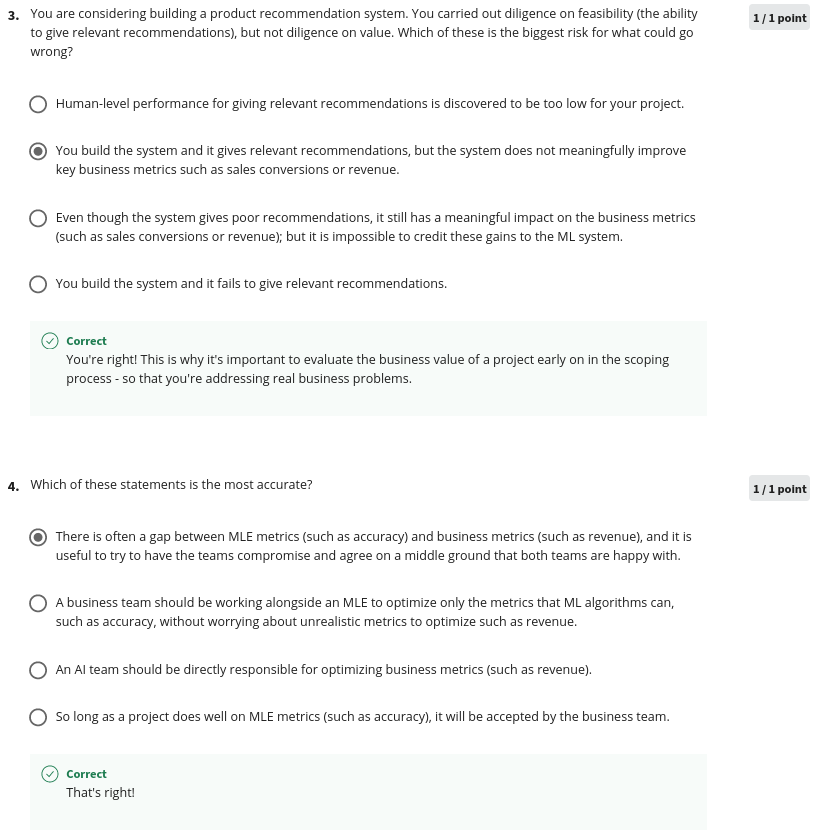 3. You are considering building a product recommendation system. You carried out diligence on feasibility (the ability 1 / 1 point
to give relevant recommendations), but not diligence on value. Which of these is the biggest risk for what could go
wrong?
Human-level performance for giving relevant recommendations is discovered to be too low for your project.
You build the system and it gives relevant recommendations, but the system does not meaningfully improve
key business metrics such as sales conversions or revenue.
Even though the system gives poor recommendations, it still has a meaningful impact on the business metrics
(such as sales conversions or revenue); but it is impossible to credit these gains to the ML system.
You build the system and it fails to give relevant recommendations.
Correct
You're right! This is why it's important to evaluate the business value of a project early on in the scoping
process - so that you're addressing real business problems.
4. Which of these statements is the most accurate? 1 / 1 point
There is often a gap between MLE metrics (such as accuracy) and business metrics (such as revenue), and it is
useful to try to have the teams compromise and agree on a middle ground that both teams are happy with.
A business team should be working alongside an MLE to optimize only the metrics that ML algorithms can,
such as accuracy, without worrying about unrealistic metrics to optimize such as revenue.
An AI team should be directly responsible for optimizing business metrics (such as revenue).
So long as a project does well on MLE metrics (such as accuracy), it will be accepted by the business team.
Correct
That's right!